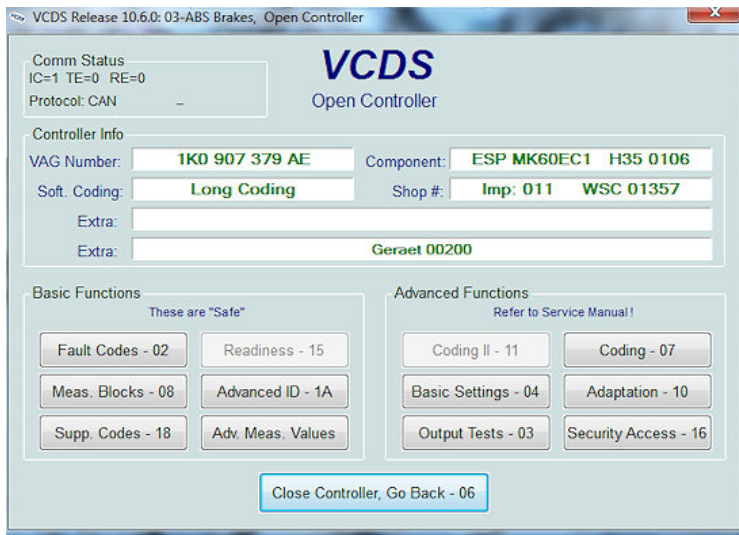 VCDS Release 10.6.0: 03-ABS Brakes, Open Controller
Comm Status
IC=1 TE=0 RE=0
Protocol: CAN
VCDS
Open Controller
Controller Info
VAG Number: 1K0 907 379 AE Component: ESP MK60EC1 H35 0106
Soft. Coding: Long Coding Shop #: Imp: 011 WSC 01357
Extra:
Extra: Geraet 00200
Basic Functions
These are "Safe"
Fault Codes - 02 Readiness - 15
Meas. Blocks - 08 Advanced ID - 1A
Supp. Codes - 18 Adv. Meas. Values
Advanced Functions
Refer to Service Manual!
Coding II - 11 Coding - 07
Basic Settings - 04 Adaptation - 10
Output Tests - 03 Security Access - 16
Close Controller, Go Back - 06